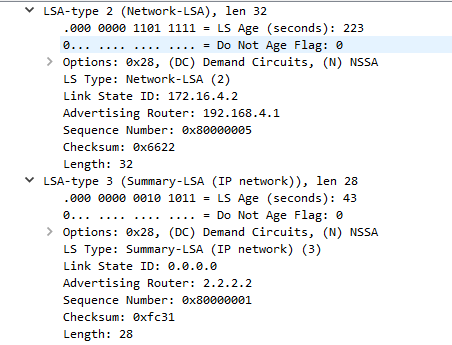 LSA-type 2 (Network-LSA), len 32
.000 0000 1101 1111 = LS Age (seconds): 223
0... .... .... .... = Do Not Age Flag: 0
Options: 0x28, (DC) Demand Circuits, (N) NSSA
LS Type: Network-LSA (2)
Link State ID: 172.16.4.2
Advertising Router: 192.168.4.1
Sequence Number: 0x80000005
Checksum: 0x6622
Length: 32
LSA-type 3 (Summary-LSA (IP network)), len 28
.000 0000 0010 1011 = LS Age (seconds): 43
0... .... .... .... = Do Not Age Flag: 0
Options: 0x28, (DC) Demand Circuits, (N) NSSA
LS Type: Summary-LSA (IP network) (3)
Link State ID: 0.0.0.0
Advertising Router: 2.2.2.2
Sequence Number: 0x80000001
Checksum: 0xfc31
Length: 28